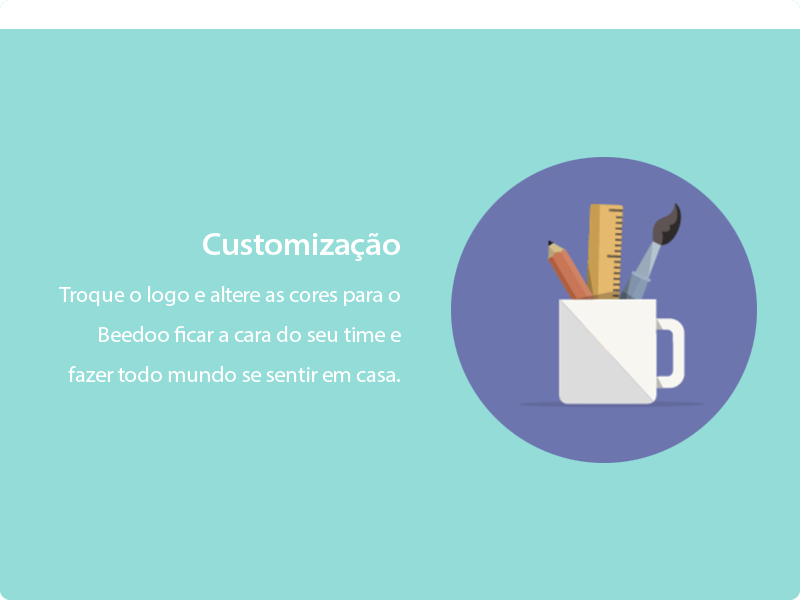 Customização
Troque o logo e altere as cores para o
Beedoo ficar a cara do seu time e
fazer todo mundo se sentir em casa.